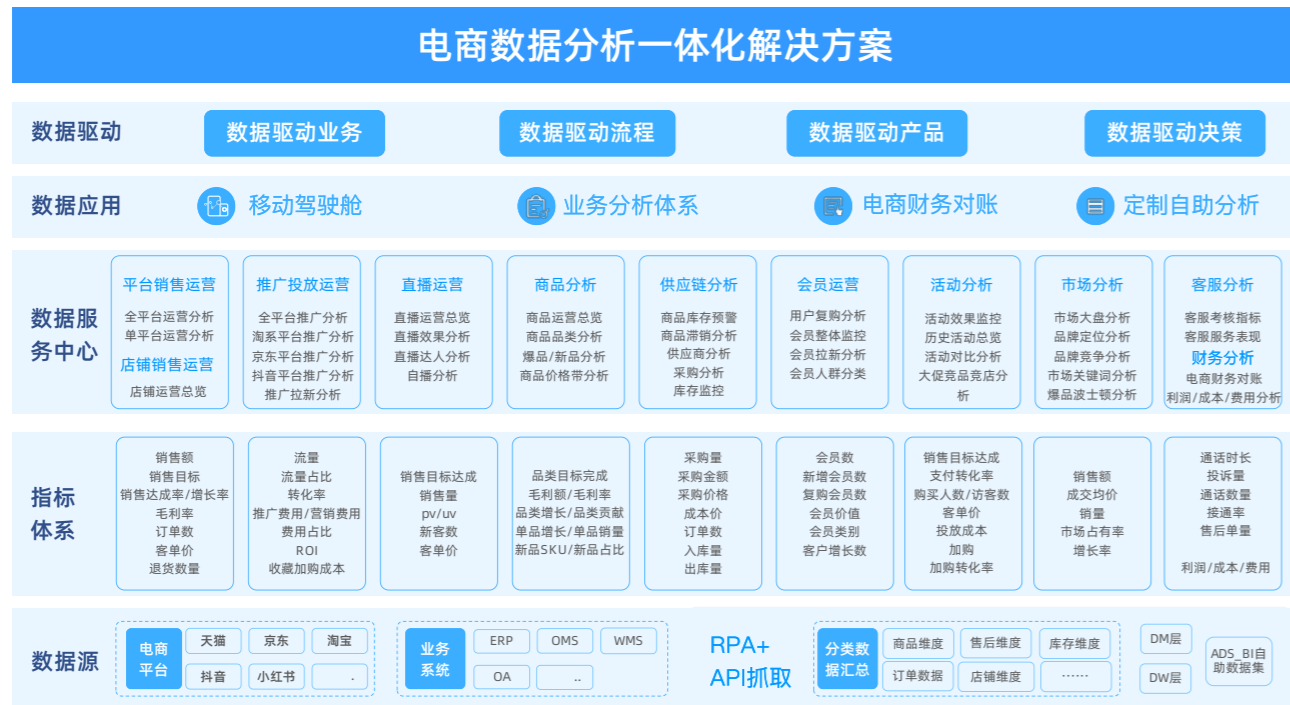 电商数据分析一体化解决方案
数据驱动
数据驱动业务
数据驱动流程
数据驱动产品
数据驱动决策
数据应用
移动驾驶舱
业务分析体系
电商财务对账
定制自助分析
数据服
务中心
平台销售运营
全平台运营分析
单平台运营分析
店铺销售运营
店铺运营总览
推广投放运营
全平台推广分析
淘系平台推广分析
京东平台推广分析
抖音平台推广分析
推广拉新分析
直播运营
直播运营总览
直播效果分析
直播达人分析
自播分析
商品分析
商品运营总览
商品品类分析
爆品/新品分析
商品价格带分析
供应链分析
商品库存预警
商品滞销分析
供应商分析
采购分析
库存监控
会员运营
用户复购分析
会员整体监控
会员拉新分析
会员人群分类
活动分析
活动效果监控
历史活动总览
活动对比分析
大促竞品竞店分
析
市场分析
市场大盘分析
品牌定位分析
品牌竞争分析
市场关键词分析
爆品波士顿分析
客服分析
客服考核指标
客服服务表现
财务分析
电商财务对账
利润/成本/费用分析
指标
体系
销售额
销售目标
销售达成率/增长率
毛利率
订单数
客单价
退货数量
流量
流量占比
转化率
推广费用/营销费用
费用占比
ROI
收藏加购成本
销售目标达成
销售量
pv/uv
新客数
客单价
品类目标完成
毛利额/毛利率
品类增长/品类贡献
单品增长/单品销量
新品SKU/新品占比
采购量
采购金额
采购价格
成本价
订单数
入库量
出库量
会员数
新增会员数
复购会员数
会员价值
会员类别
客户增长数
销售目标达成
支付转化率
购买人数/访客数
客单价
投放成本
加购
加购转化率
销售额
成交均价
销量
市场占有率
增长率
通话时长
投诉量
通话数量
接通率
售后单量
利润/成本/费用
数据源
电商
平台
天猫
京东
淘宝
抖音
小红书
.
业务
系统
ERP
OMS
WMS
OA
..
RPA+
API抓取
分类数
据汇总
商品维度
售后维度
库存维度
订单数据
店铺维度
······
DM层
DW层
ADS_BI自
助数据集